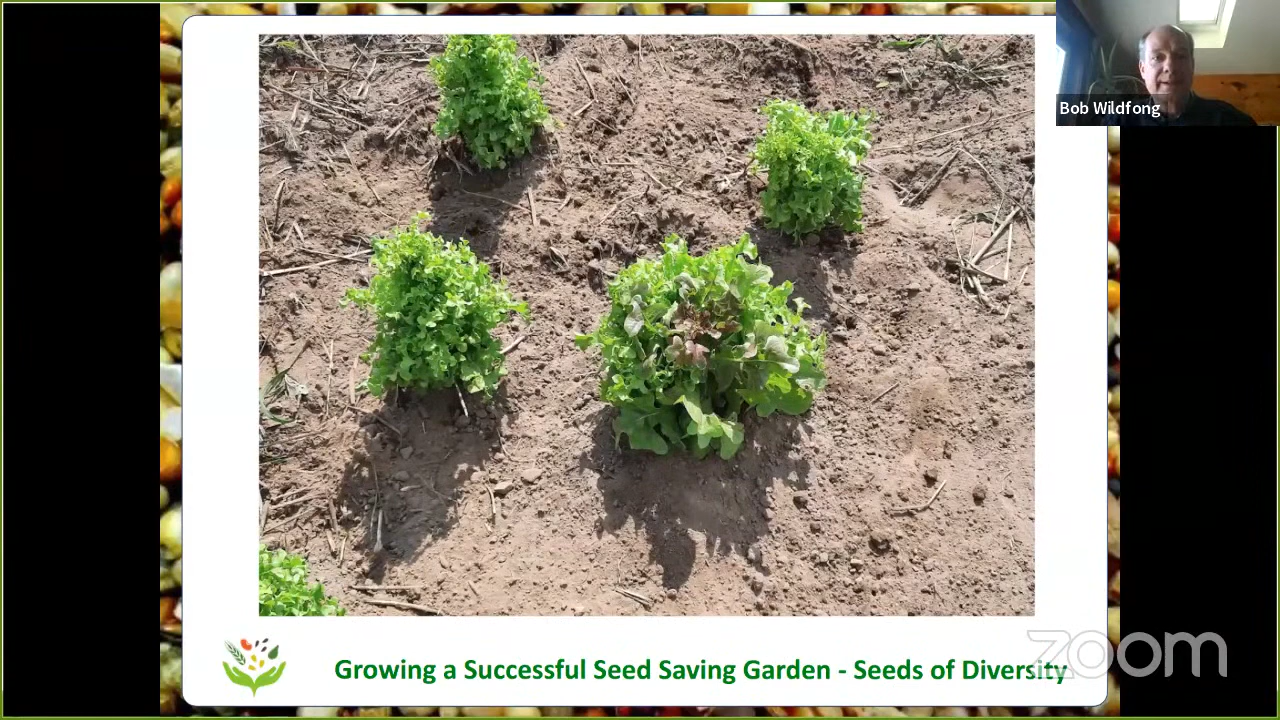 Bob Wildfong
Growing a Successful Seed Saving Garden - Seeds of Diversity
zoom